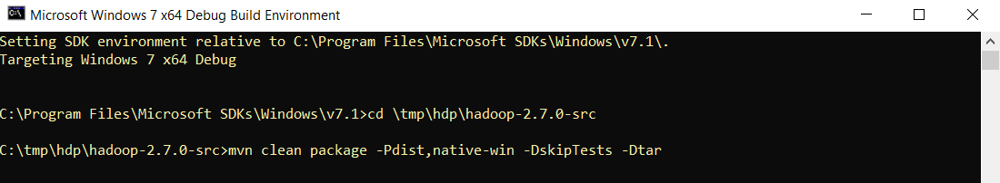 Microsoft Windows 7 x64 Debug Build Environment
Setting SDK environment relative to C:\Program Files\Microsoft SDKs\Windows\v7.1\.
Targeting Windows 7 x64 Debug
C:\Program Files\Microsoft SDKs\Windows\v7.1>cd \tmp\hdp\hadoop-2.7.0-src
C:\tmp\hdp\hadoop-2.7.0-src>mvn clean package -Pdist,native-win -DskipTests -Dtar